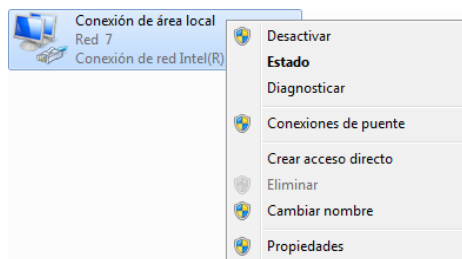 Conexión de área local
Red 7
Conexión de red Intel(R)
Desactivar
Estado
Diagnosticar
Conexiones de puente
Crear acceso directo
Eliminar
Cambiar nombre
Propiedades